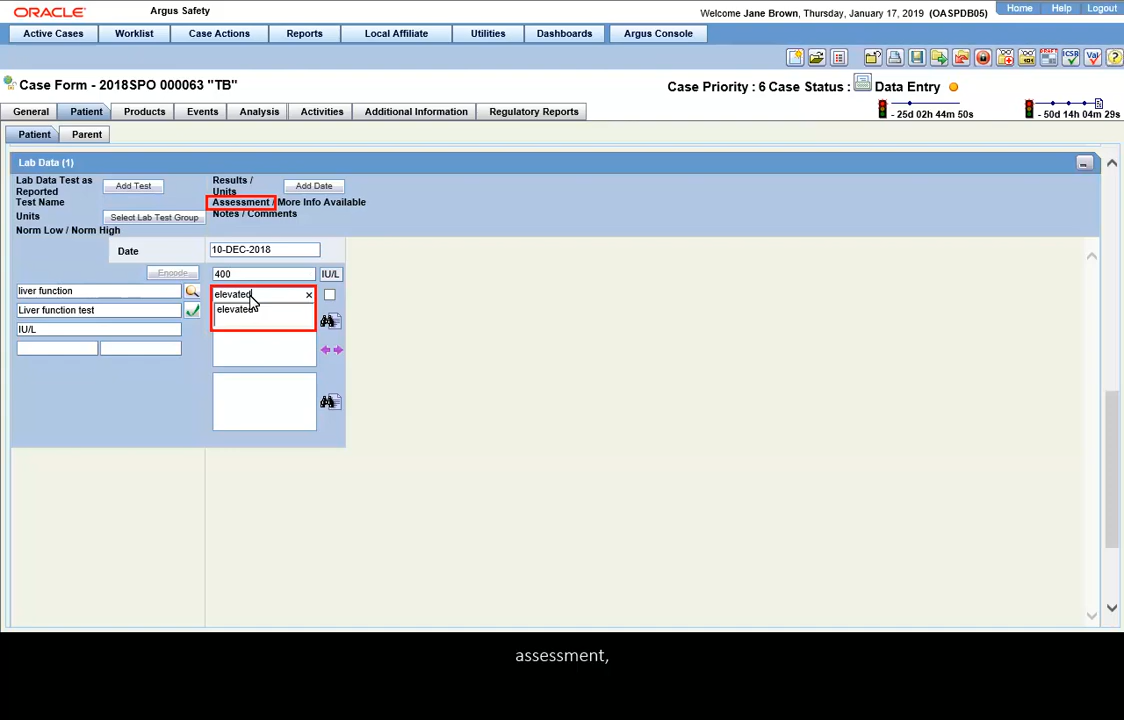 ORACLE
Argus Safety
Welcome Jane Brown, Thursday, January 17, 2019 (OASPDB05)
Home
Help
Logout
Active Cases
Worklist
Case Actions
Reports
Local Affiliate
Utilities
Dashboards
Argus Console
Case Form - 2018SPO 000063 "TB"
Case Priority : 6 Case Status : Data Entry
- 25d 02h 44m 50s
- 50d 14h 04m 29s
General
Patient
Products
Events
Analysis
Activities
Additional Information
Regulatory Reports
Patient
Parent
Lab Data (1)
Lab Data Test as
Reported
Add Test
Test Name
Units
Select Lab Test Group
Norm Low / Norm High
Results /
Units
Add Date
Assessment / More Info Available
Notes / Comments
Date
10-DEC-2018
Encode
400
IU/L
liver function
elevated
elevated
Liver function test
IU/L
assessment,